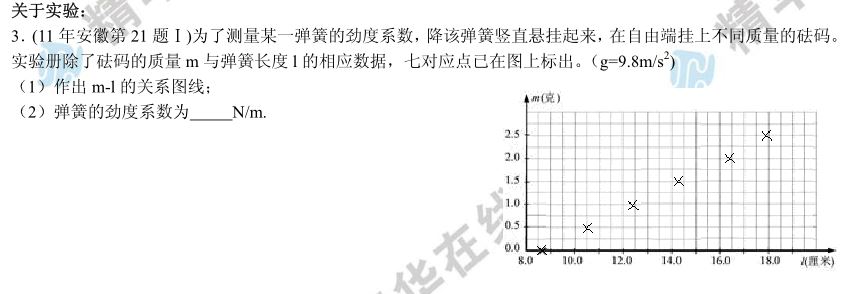 关于实验：
3．(11 年安徽第 21 题Ⅰ)为了测量某一弹簧的劲度系数，降该弹簧竖直悬挂起来，在自由端挂上不同质量的砝码。
实验册除了砝码的质量 m 与弹簧长度 l 的相应数据，七对应点已在图上标出。（g=9.8m/s2）
（1）作出 m-l 的关系图线；
（2）弹簧的劲度系数为_____N/m.
m(克)
2.5
2.0
1.5
1.0
0.5
0.0
8.0 10.0 12.0 14.0 16.0 18.0 l(厘米)
华在线